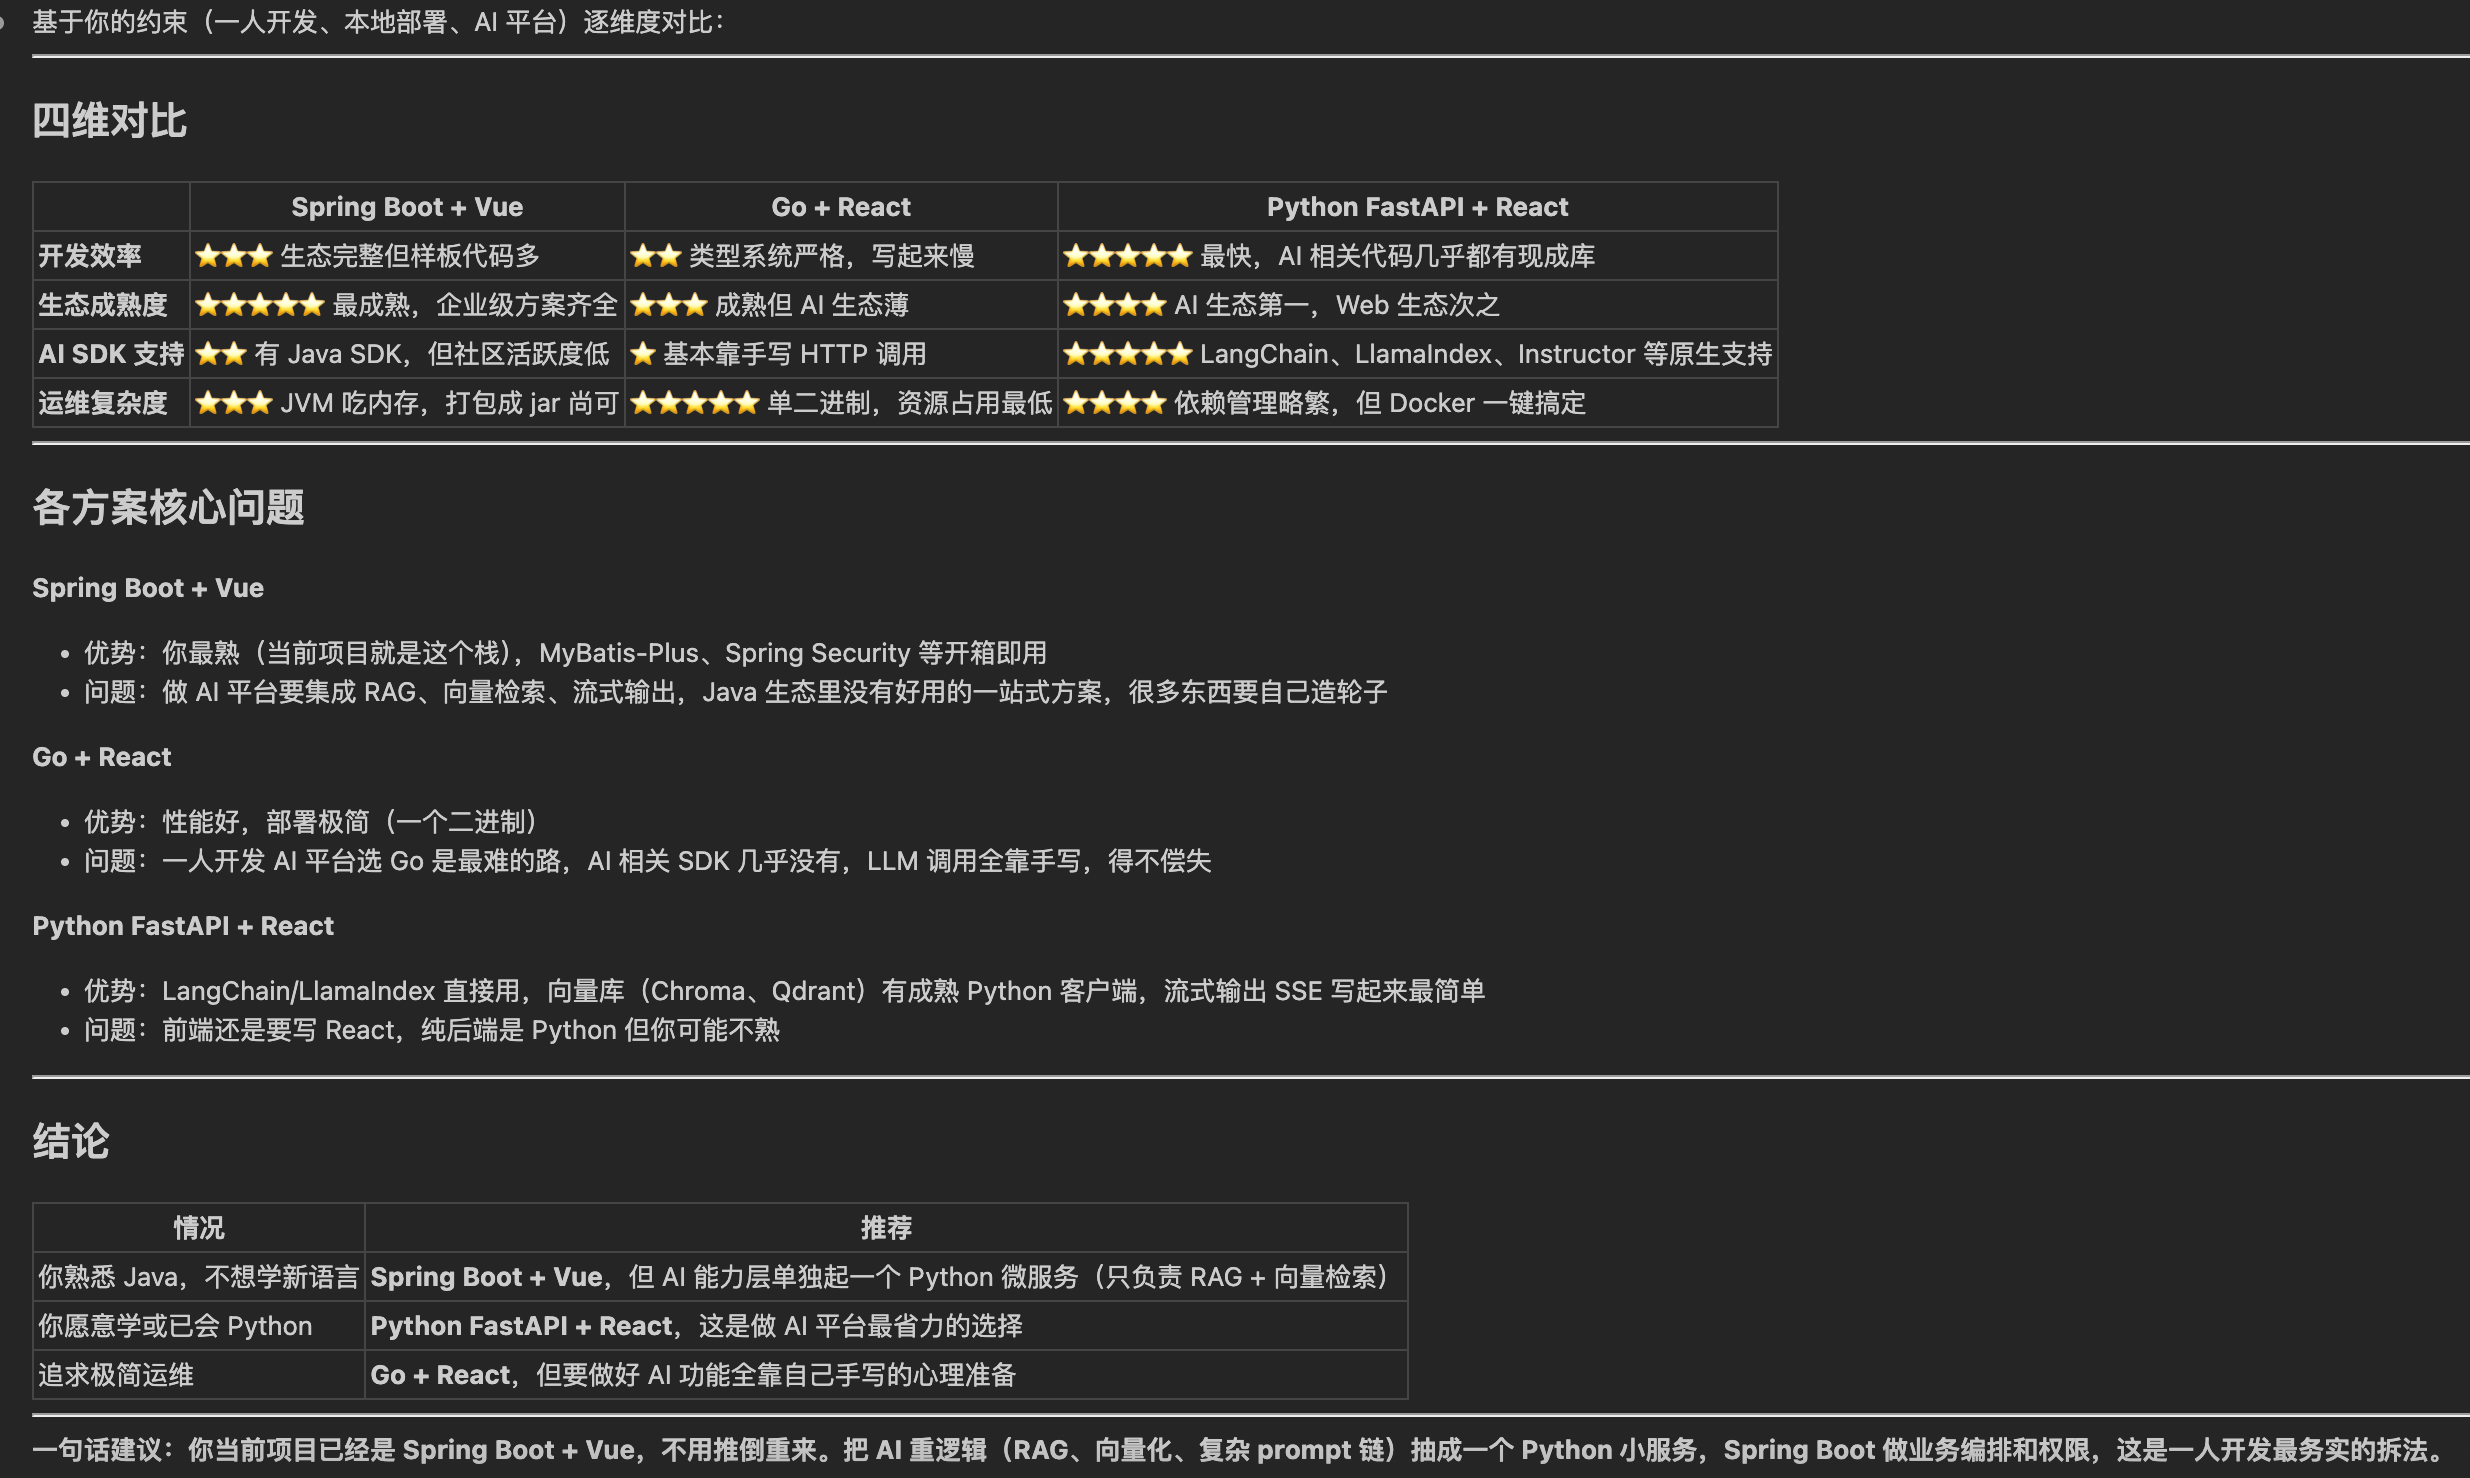 基于你的约束（一人开发、本地部署、AI 平台）逐维度对比：
四维对比
Spring Boot + Vue Go + React Python FastAPI + React
开发效率 ⭐⭐⭐ 生态完整但样板代码多 ⭐⭐ 类型系统严格，写起来慢 ⭐⭐⭐⭐⭐ 最快，AI 相关代码几乎都有现成库
生态成熟度 ⭐⭐⭐⭐⭐ 最成熟，企业级方案齐全 ⭐⭐⭐ 成熟但 AI 生态薄 ⭐⭐⭐⭐ AI 生态第一，Web 生态次之
AI SDK 支持 ⭐⭐ 有 Java SDK，但社区活跃度低 ⭐ 基本靠手写 HTTP 调用 ⭐⭐⭐⭐⭐ LangChain、LlamaIndex、Instructor 等原生支持
运维复杂度 ⭐⭐⭐ JVM 吃内存，打包成 jar 尚可 ⭐⭐⭐⭐⭐ 单二进制，资源占用最低 ⭐⭐⭐⭐ 依赖管理略繁，但 Docker 一键搞定
各方案核心问题
Spring Boot + Vue
• 优势：你最熟（当前项目就是这个栈），MyBatis-Plus、Spring Security 等开箱即用
• 问题：做 AI 平台要集成 RAG、向量检索、流式输出，Java 生态里没有好用的一站式方案，很多东西要自己造轮子
Go + React
• 优势：性能好，部署极简（一个二进制）
• 问题：一人开发 AI 平台选 Go 是最难的路，AI 相关 SDK 几乎没有，LLM 调用全靠手写，得不偿失
Python FastAPI + React
• 优势：LangChain/LlamaIndex 直接用，向量库（Chroma、Qdrant）有成熟 Python 客户端，流式输出 SSE 写起来最简单
• 问题：前端还是要写 React，纯后端是 Python 但你可能不熟
结论
情况 推荐
你熟悉 Java，不想学新语言 Spring Boot + Vue，但 AI 能力层单独起一个 Python 微服务（只负责 RAG + 向量检索）
你愿意学或已会 Python Python FastAPI + React，这是做 AI 平台最省力的选择
追求极简运维 Go + React，但要做好 AI 功能全靠自己手写的心理准备
一句话建议：你当前项目已经是 Spring Boot + Vue，不用推倒重来。把 AI 重逻辑（RAG、向量化、复杂 prompt 链）抽成一个 Python 小服务，Spring Boot 做业务编排和权限，这是一人开发最务实的拆法。